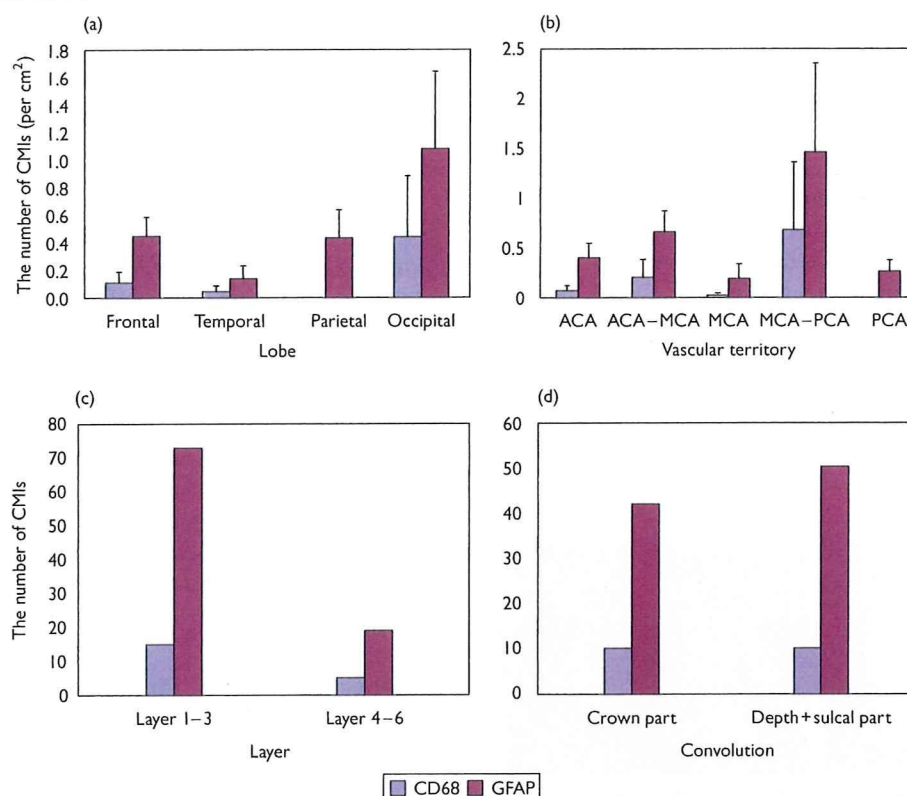 (a)
The number of CMIs (per cm²)
1.8
1.6
1.4
1.2
1.0
0.8
0.6
0.4
0.2
0.0
Frontal Temporal Parietal Occipital
Lobe
(b)
2.5
2
1.5
1
0.5
0
ACA ACA–MCA MCA MCA–PCA PCA
Vascular territory
(c)
The number of CMIs
80
70
60
50
40
30
20
10
0
Layer 1–3 Layer 4–6
Layer
(d)
60
50
40
30
20
10
0
Crown part Depth+sulcal part
Convolution
CD68 GFAP